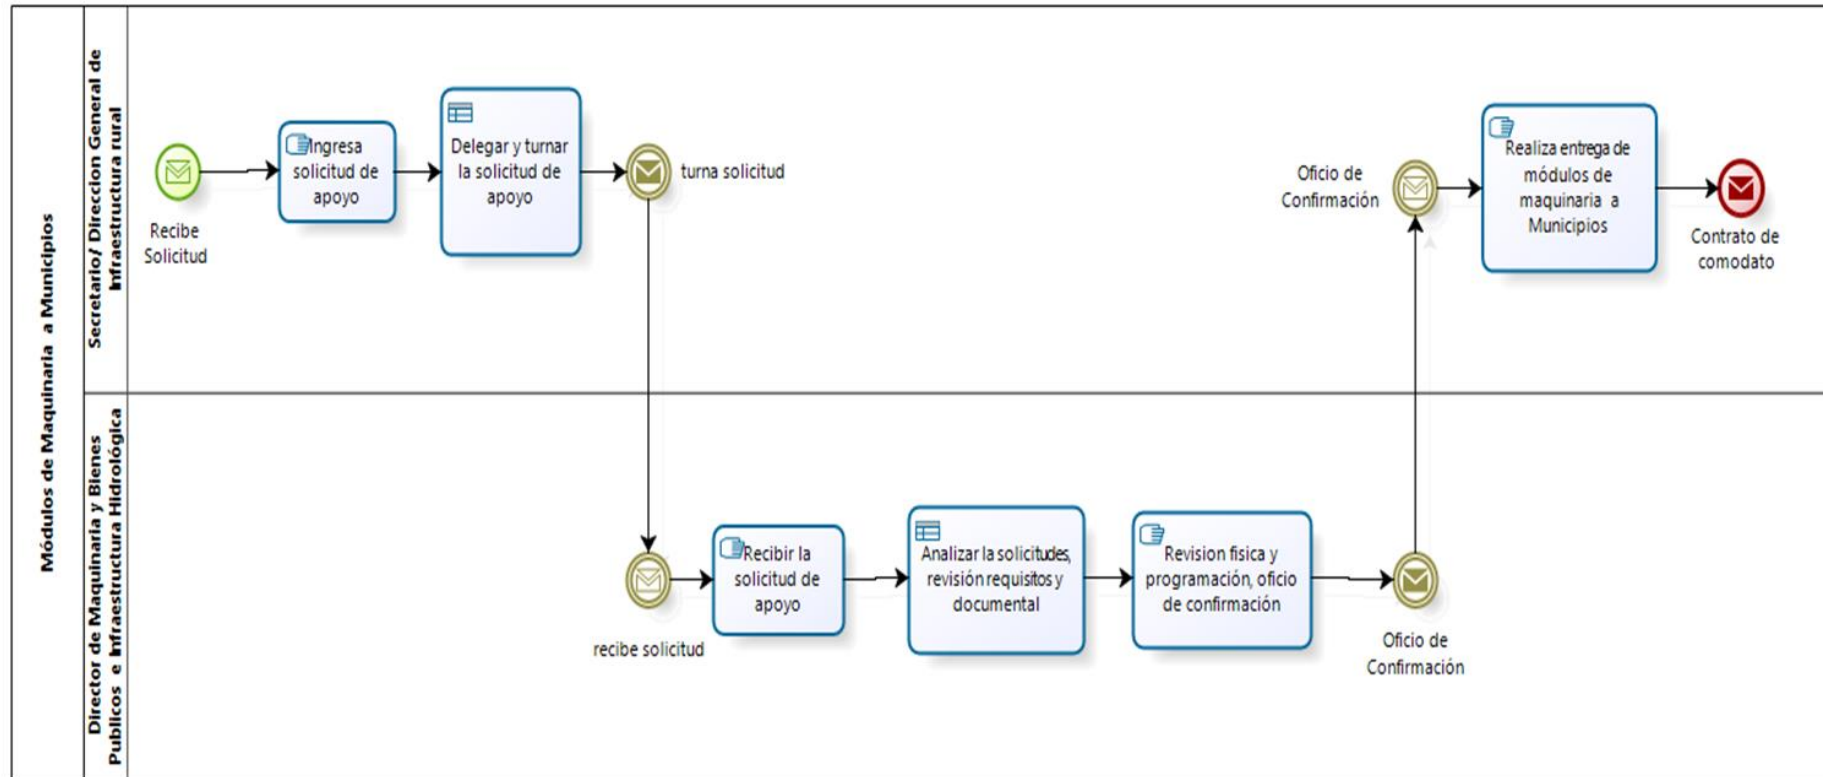 Módulos de Maquinaria a Municipios
Secretario/ Direccion General de
Infraestructura rural
Recibe
Solicitud
Ingresa
solicitud de
apoyo
Delegar y turnar
la solicitud de
apoyo
turna solicitud
Oficio de
Confirmación
Realiza entrega de
módulos de
maquinaria a
Municipios
Contrato de
comodato
Director de Maquinaria y Bienes
Publicos e Infraestructura Hidrológica
recibe solicitud
Recibir la
solicitud de
apoyo
Analizar la solicitudes,
revisión requisitos y
documental
Revision fisica y
programación, oficio
de confirmación
Oficio de
Confirmación